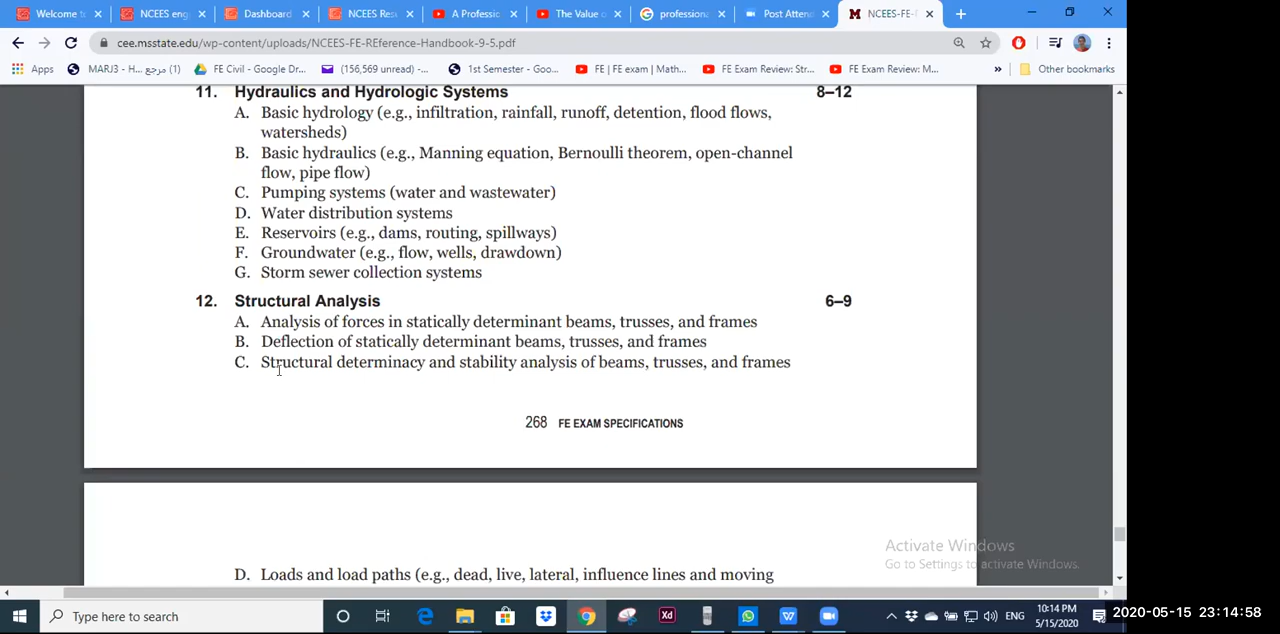 Welcome t
NCEES eng
Dashboard
NCEES Res
A Professic
The Value o
professiona
Post Attend
NCEES-FE-F
cee.msstate.edu/wp-content/uploads/NCEES-FE-REference-Handbook-9-5.pdf
Apps
MARJ3 - H... مرجع (1)
FE Civil - Google Dr...
(156,569 unread) -...
1st Semester - Goo...
FE | FE exam | Math...
FE Exam Review: Str...
FE Exam Review: M...
»
Other bookmarks
11. Hydraulics and Hydrologic Systems 8–12
A. Basic hydrology (e.g., infiltration, rainfall, runoff, detention, flood flows,
watersheds)
B. Basic hydraulics (e.g., Manning equation, Bernoulli theorem, open-channel
flow, pipe flow)
C. Pumping systems (water and wastewater)
D. Water distribution systems
E. Reservoirs (e.g., dams, routing, spillways)
F. Groundwater (e.g., flow, wells, drawdown)
G. Storm sewer collection systems
12. Structural Analysis 6–9
A. Analysis of forces in statically determinant beams, trusses, and frames
B. Deflection of statically determinant beams, trusses, and frames
C. Structural determinacy and stability analysis of beams, trusses, and frames
268 FE EXAM SPECIFICATIONS
D. Loads and load paths (e.g., dead, live, lateral, influence lines and moving
Activate Windows
Go to Settings to activate Windows.
Type here to search
Xd
W
ENG
10:14 PM
5/15/2020
2020-05-15 23:14:58